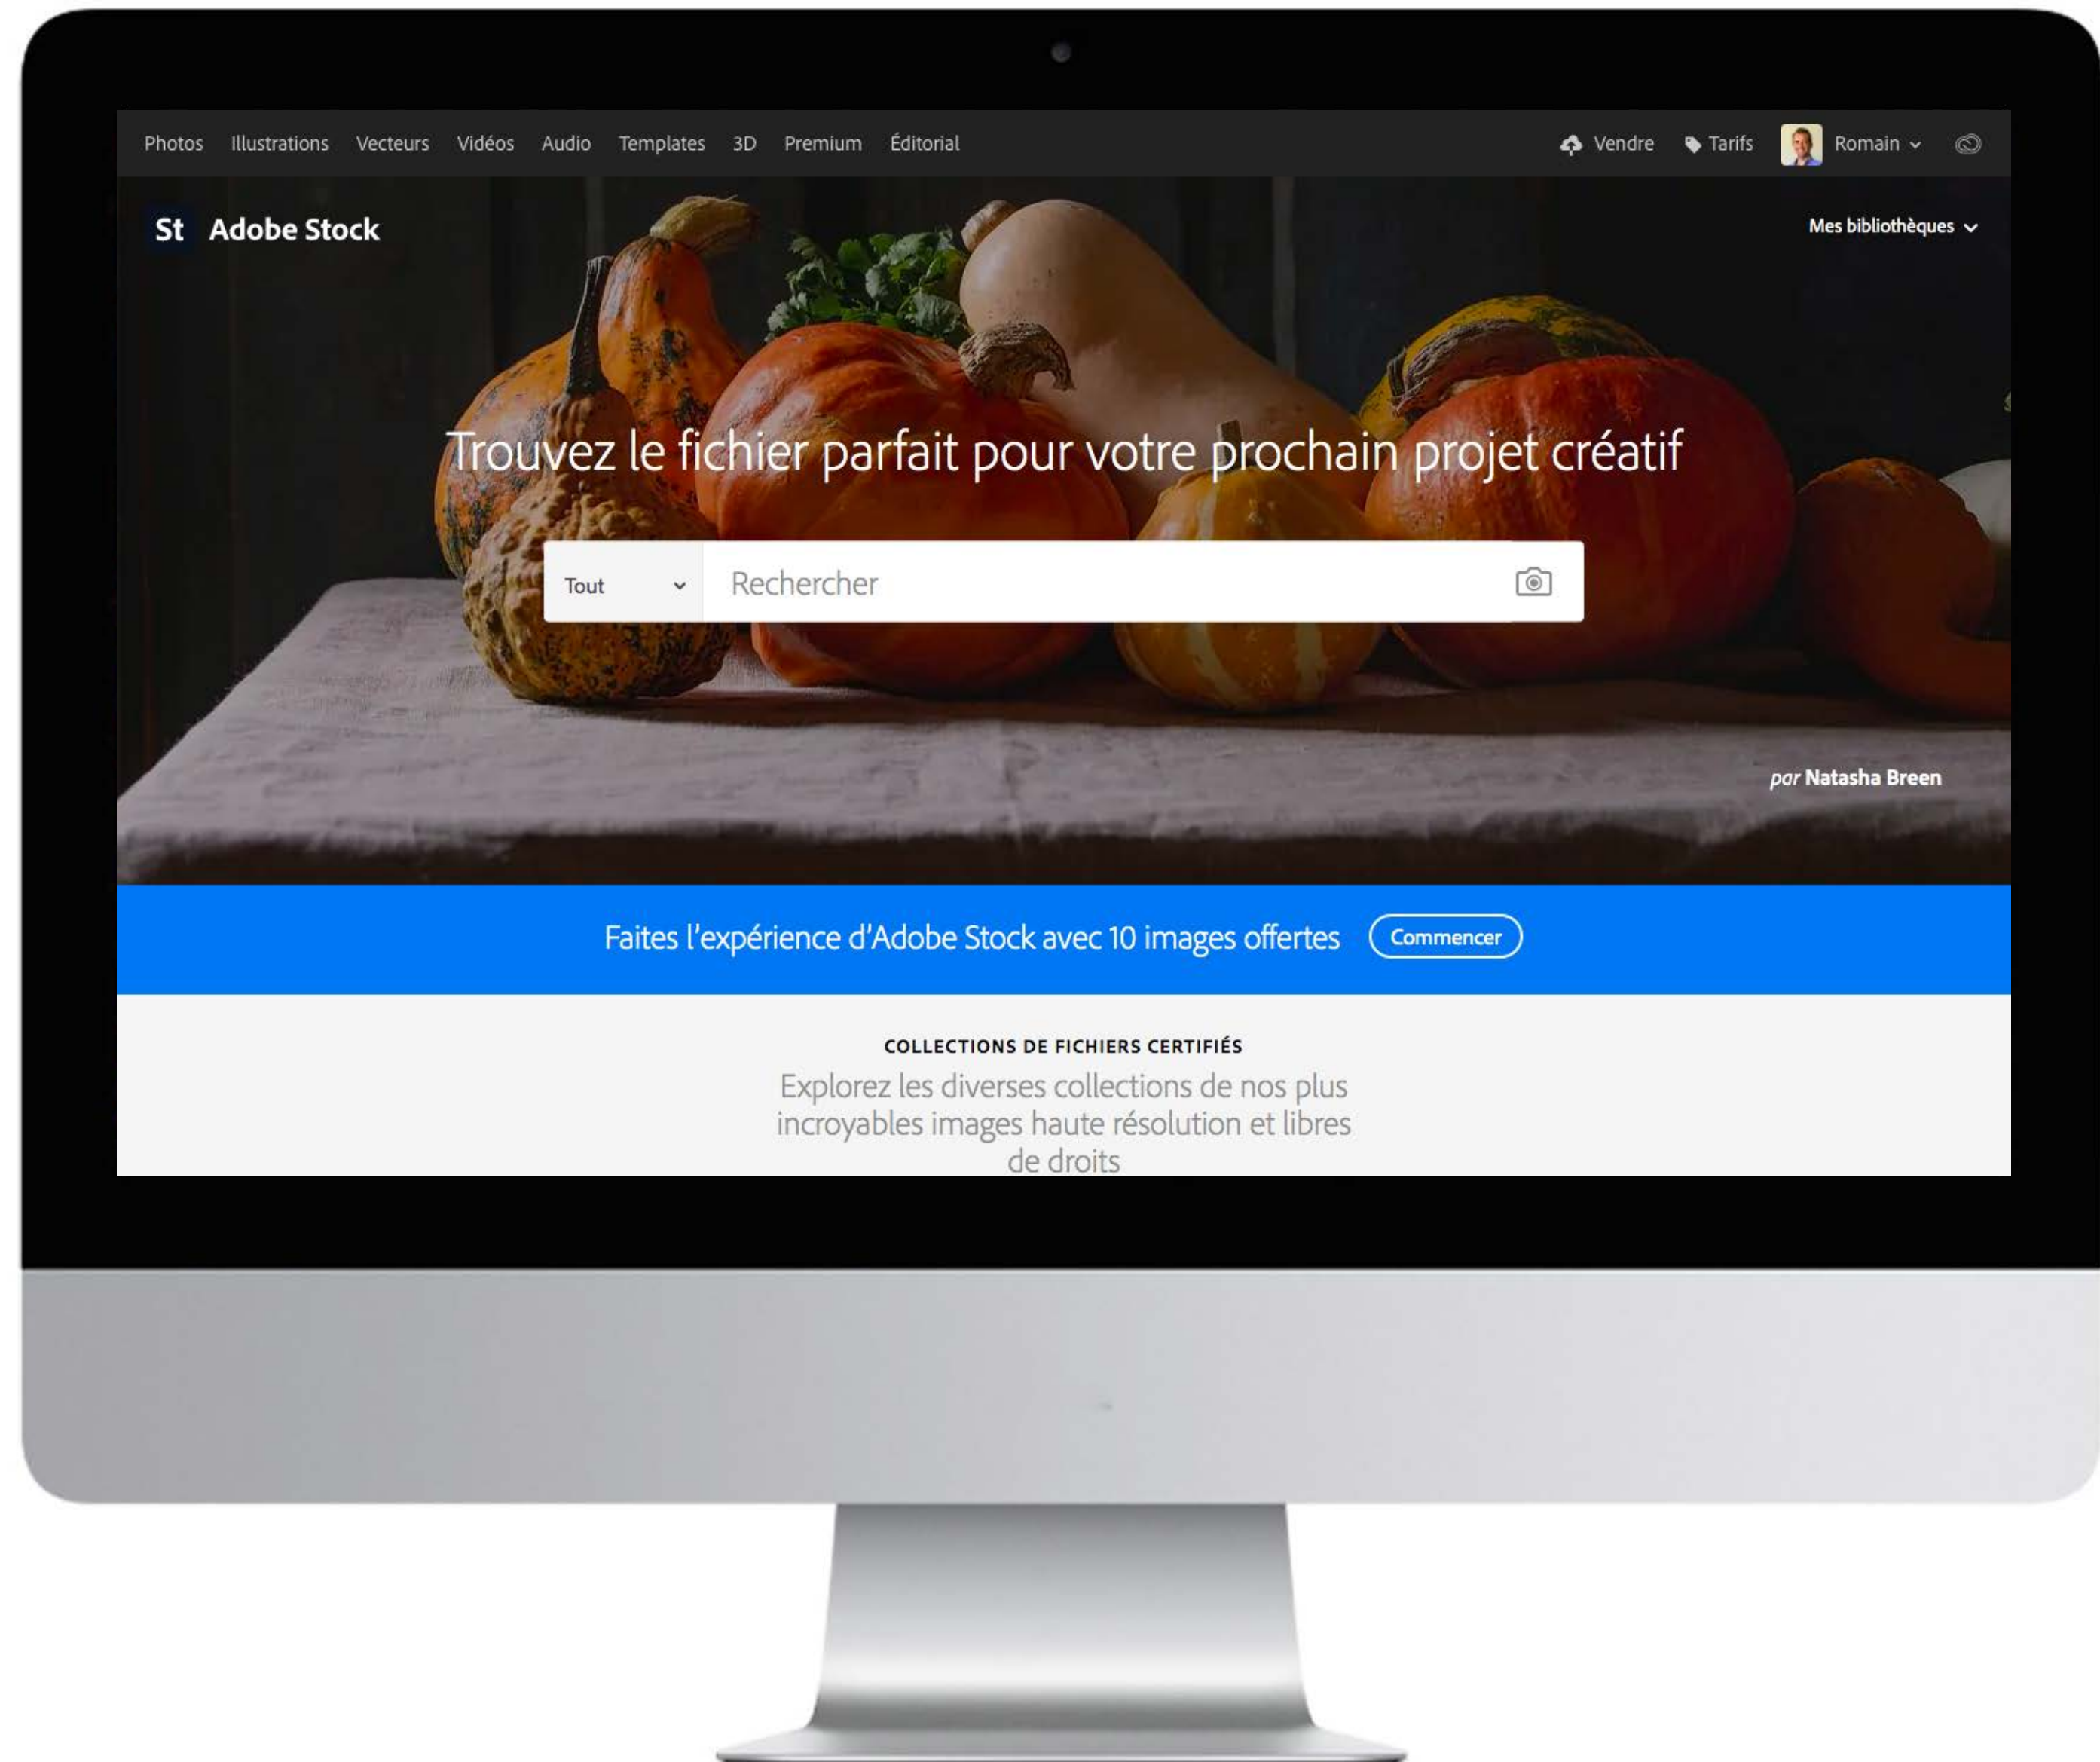 Photos Illustrations Vecteurs Vidéos Audio Templates 3D Premium Éditorial Vendre Tarifs Romain
St Adobe Stock Mes bibliothèques
Trouvez le fichier parfait pour votre prochain projet créatif
Tout Rechercher
par Natasha Breen
Faites l'expérience d'Adobe Stock avec 10 images offertes Commencer
COLLECTIONS DE FICHIERS CERTIFIÉS
Explorez les diverses collections de nos plus
incroyables images haute résolution et libres
de droits